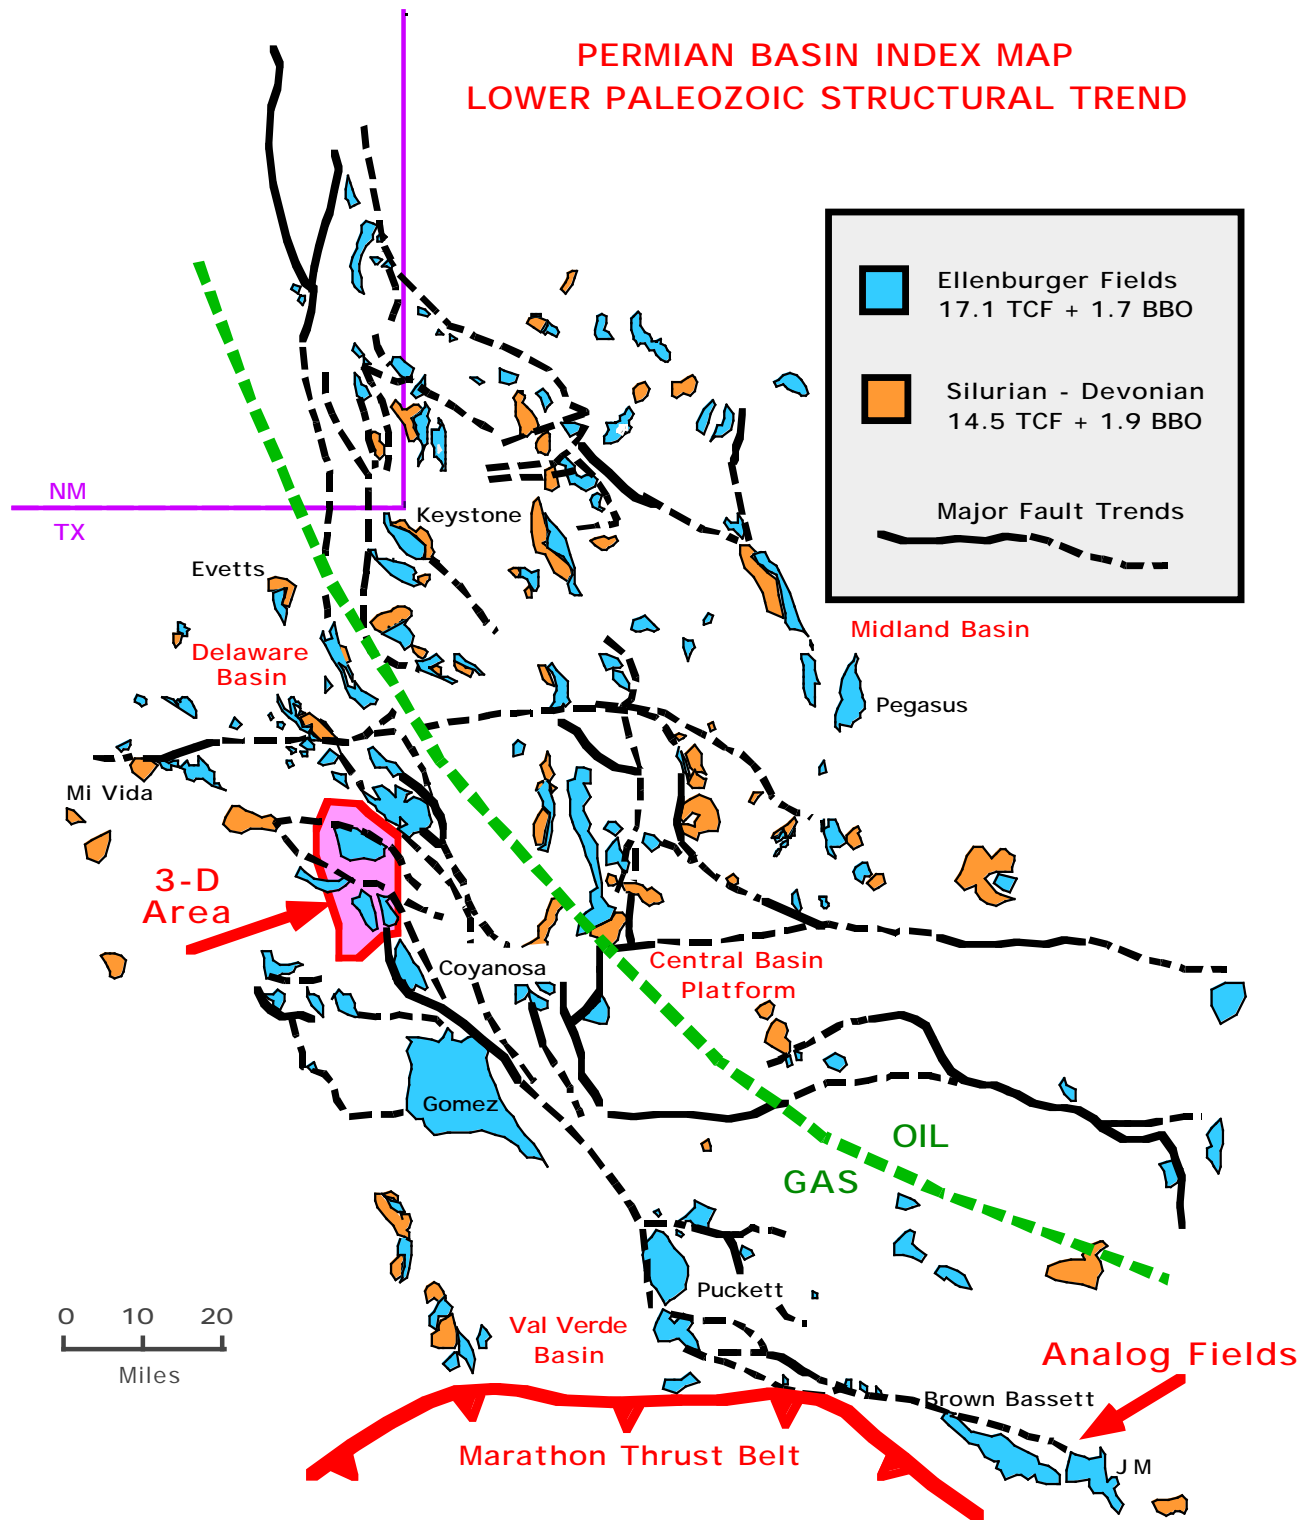 PERMIAN BASIN INDEX MAP
LOWER PALEOZOIC STRUCTURAL TREND
Ellenburger Fields
17.1 TCF + 1.7 BBO
Silurian - Devonian
14.5 TCF + 1.9 BBO
Major Fault Trends
NM
TX
Keystone
Evetts
Delaware
Basin
Midland Basin
Pegasus
Mi Vida
3-D
Area
Coyanosa
Central Basin
Platform
Gomez
OIL
GAS
Puckett
0 10 20
Miles
Val Verde
Basin
Analog Fields
Brown Bassett
JM
Marathon Thrust Belt